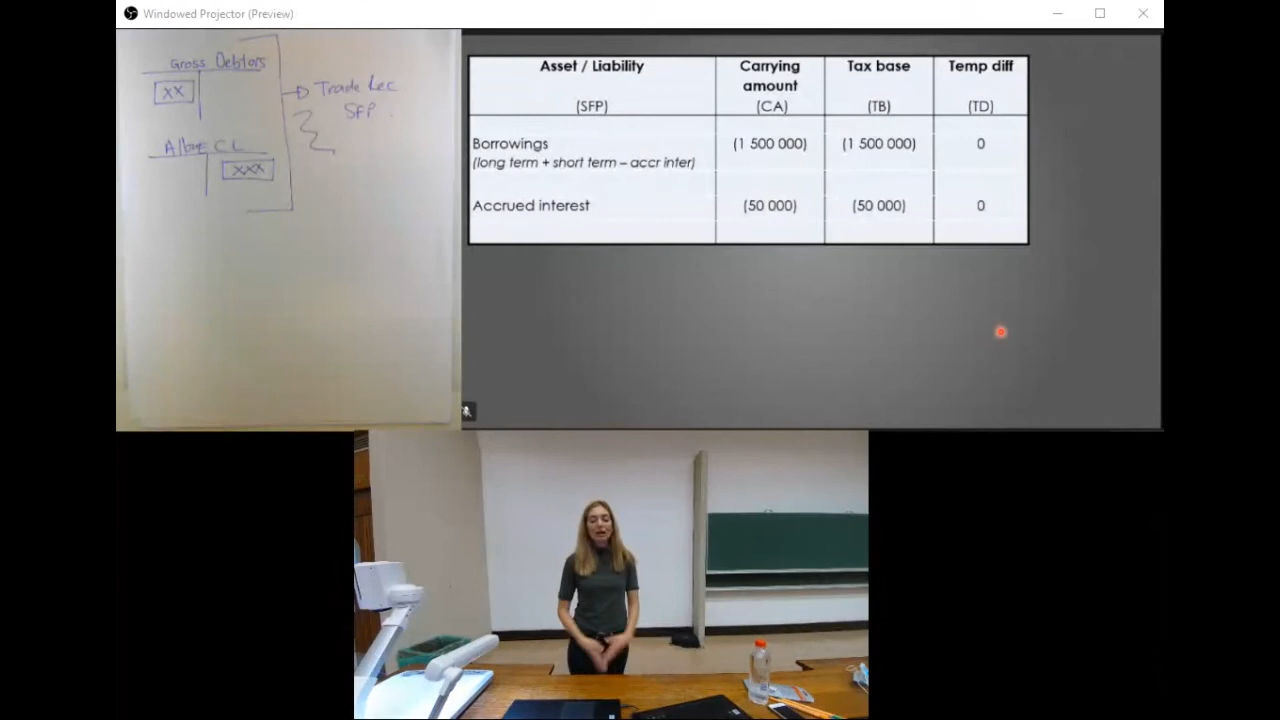 Windowed Projector (Preview)
Gross Debtors
XX
Trade Rec
SFP
CL
XXX
Asset / Liability Carrying Tax base Temp diff
amount
(SFP) (CA) (TB) (TD)
Borrowings (1 500 000) (1 500 000) 0
(long term + short term – accr inter)
Accrued interest (50 000) (50 000) 0